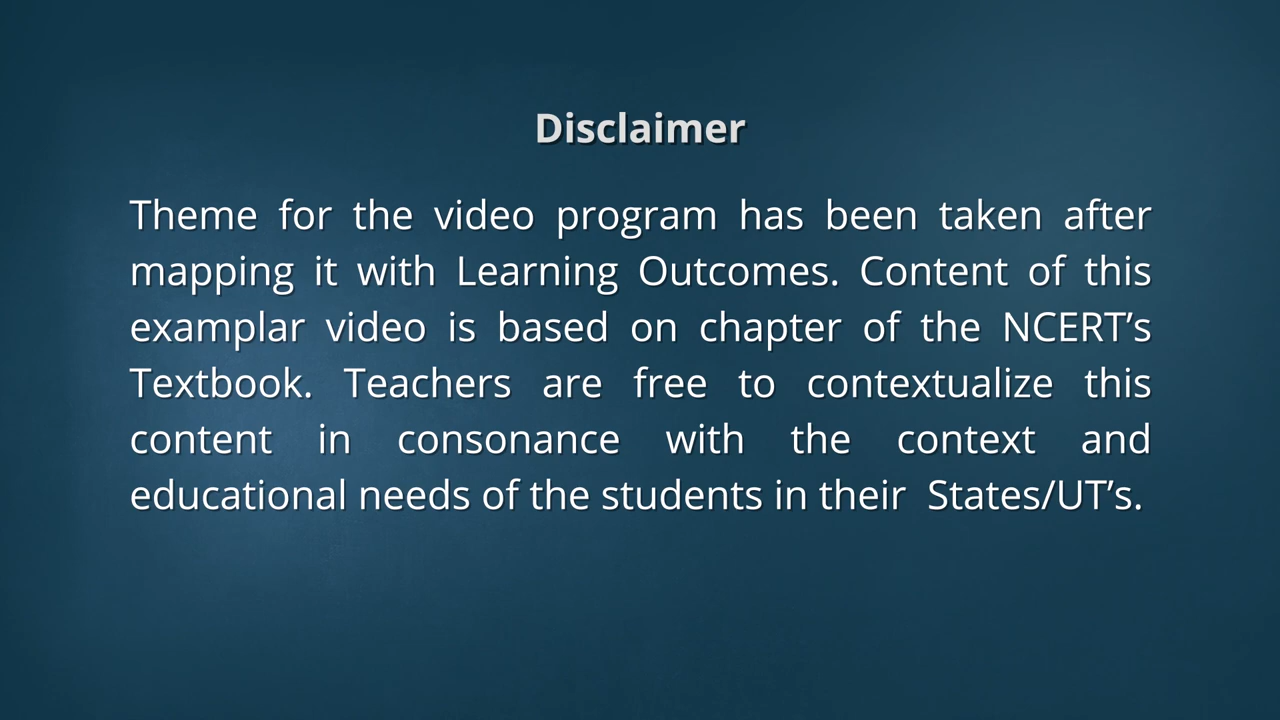 Disclaimer
Theme for the video program has been taken after
mapping it with Learning Outcomes. Content of this
examplar video is based on chapter of the NCERT’s
Textbook. Teachers are free to contextualize this
content in consonance with the context and
educational needs of the students in their  States/UT’s.